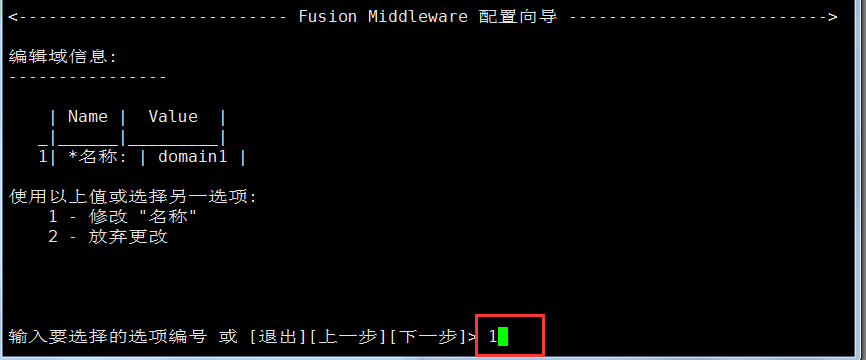 <---------------------------- Fusion Middleware 配置向导 --------------------------->
编辑域信息:
----------------
| Name |  Value  |
_|______|_________|
1| *名称: | domain1 |
使用以上值或选择另一选项:
1 - 修改 "名称"
2 - 放弃更改
输入要选择的选项编号 或 [退出][上一步][下一步]> 1